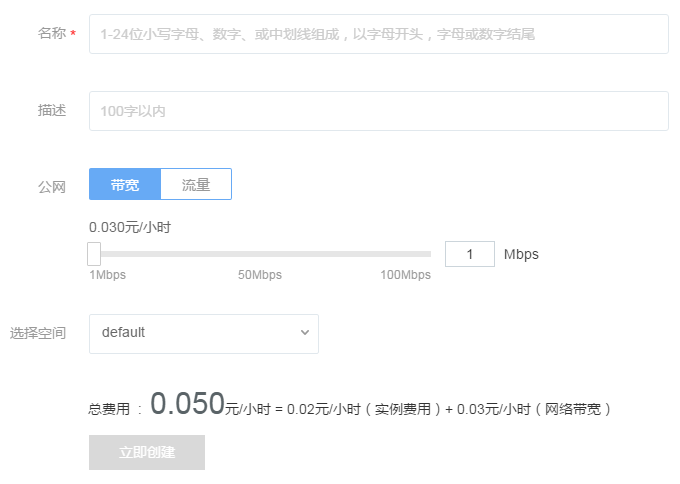 名称 *
1-24位小写字母、数字、或中划线组成，以字母开头，字母或数字结尾
描述
100字以内
公网
带宽 流量
0.030元/小时
1 Mbps
1Mbps 50Mbps 100Mbps
选择空间
default
总费用 ： 0.050元/小时 = 0.02元/小时（实例费用）+ 0.03元/小时（网络带宽）
立即创建